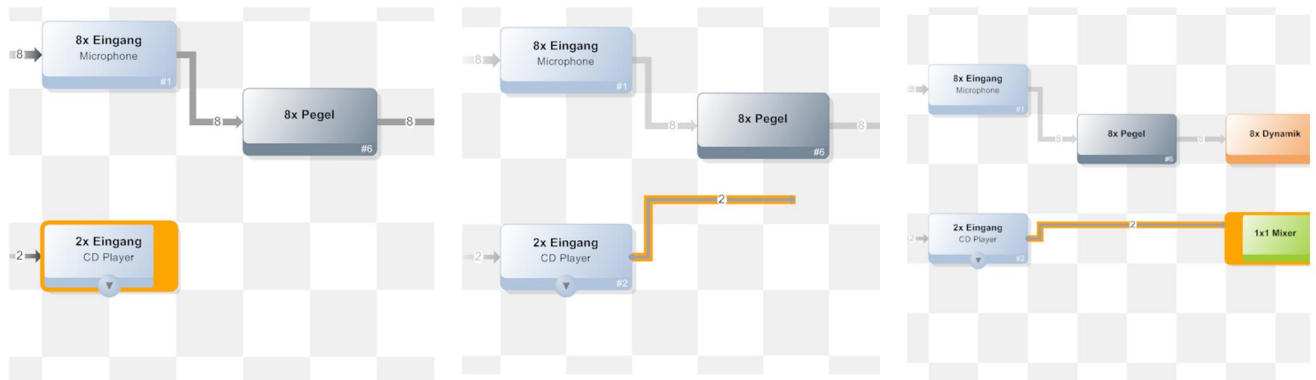 8x Eingang
Microphone
8
#1
8
8x Pegel
8
#6
2x Eingang
CD Player
2
8x Eingang
Microphone
8
#1
8
8x Pegel
8
#6
2
2x Eingang
CD Player
2
#2
8x Eingang
Microphone
8
#1
8
8x Pegel
8
#6
8x Dynamik
2x Eingang
CD Player
2
#2
2
1x1 Mixer